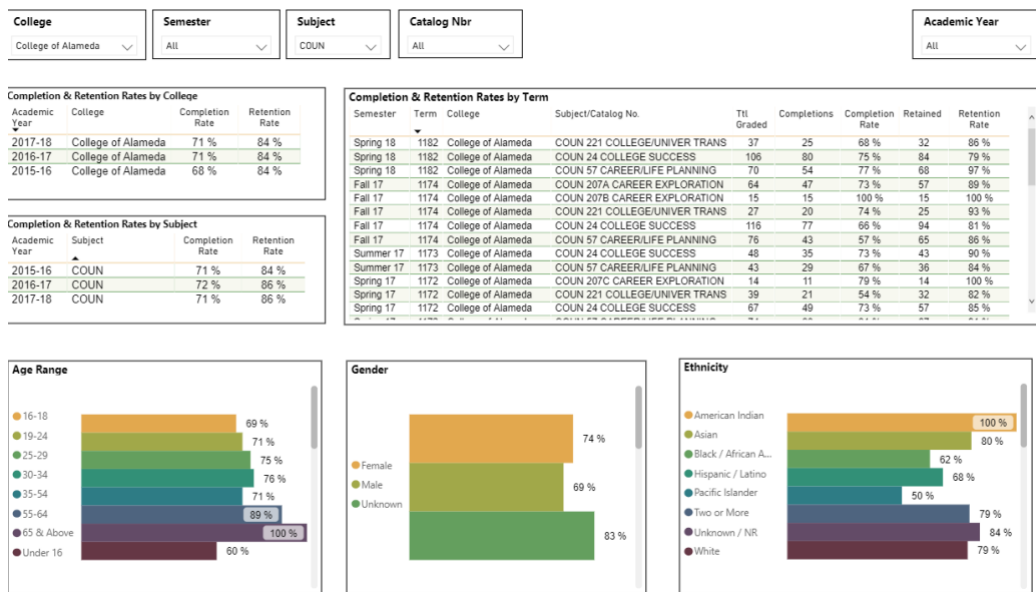 College Semester Subject Catalog Nbr Academic Year
College of Alameda All COUN All All
Completion & Retention Rates by College
Academic Year College Completion Rate Retention Rate
2017-18 College of Alameda 71 % 84 %
2016-17 College of Alameda 71 % 84 %
2015-16 College of Alameda 68 % 84 %
Completion & Retention Rates by Subject
Academic Year Subject Completion Rate Retention Rate
2015-16 COUN 71 % 84 %
2016-17 COUN 72 % 86 %
2017-18 COUN 71 % 86 %
Completion & Retention Rates by Term
Semester Term College Subject/Catalog No. Ttl Graded Completions Completion Rate Retained Retention Rate
Spring 18 1182 College of Alameda COUN 221 COLLEGE/UNIVER TRANS 37 25 68 % 32 86 %
Spring 18 1182 College of Alameda COUN 24 COLLEGE SUCCESS 106 80 75 % 84 79 %
Spring 18 1182 College of Alameda COUN 57 CAREER/LIFE PLANNING 70 54 77 % 68 97 %
Fall 17 1174 College of Alameda COUN 207A CAREER EXPLORATION 64 47 73 % 57 89 %
Fall 17 1174 College of Alameda COUN 207B CAREER EXPLORATION 15 15 100 % 15 100 %
Fall 17 1174 College of Alameda COUN 221 COLLEGE/UNIVER TRANS 27 20 74 % 25 93 %
Fall 17 1174 College of Alameda COUN 24 COLLEGE SUCCESS 116 77 66 % 94 81 %
Fall 17 1174 College of Alameda COUN 57 CAREER/LIFE PLANNING 76 43 57 % 65 86 %
Summer 17 1173 College of Alameda COUN 24 COLLEGE SUCCESS 48 35 73 % 43 90 %
Summer 17 1173 College of Alameda COUN 57 CAREER/LIFE PLANNING 43 29 67 % 36 84 %
Spring 17 1172 College of Alameda COUN 207C CAREER EXPLORATION 14 11 79 % 14 100 %
Spring 17 1172 College of Alameda COUN 221 COLLEGE/UNIVER TRANS 39 21 54 % 32 82 %
Spring 17 1172 College of Alameda COUN 24 COLLEGE SUCCESS 67 49 73 % 57 85 %
Age Range
16-18 69 %
19-24 71 %
25-29 75 %
30-34 76 %
35-54 71 %
55-64 89 %
65 & Above 100 %
Under 16 60 %
Gender
Female 74 %
Male 69 %
Unknown 83 %
Ethnicity
American Indian 100 %
Asian 80 %
Black / African A... 62 %
Hispanic / Latino 68 %
Pacific Islander 50 %
Two or More 79 %
Unknown / NR 84 %
White 79 %